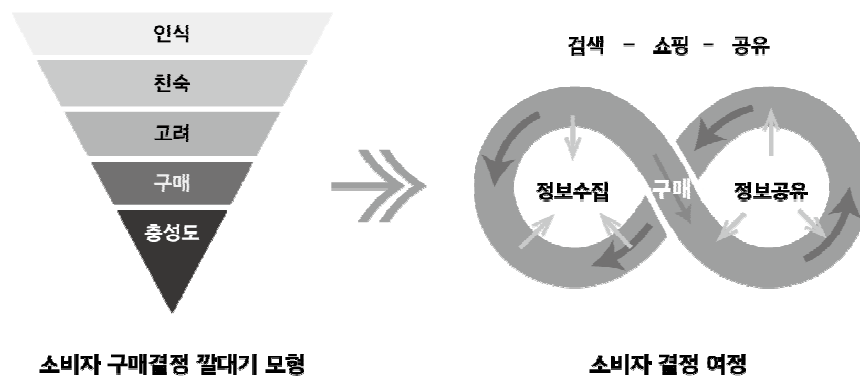 인식
친숙
고려
구매
충성도
소비자 구매결정 깔대기 모형
검색 – 쇼핑 – 공유
정보수집
구매
정보공유
소비자 결정 여정